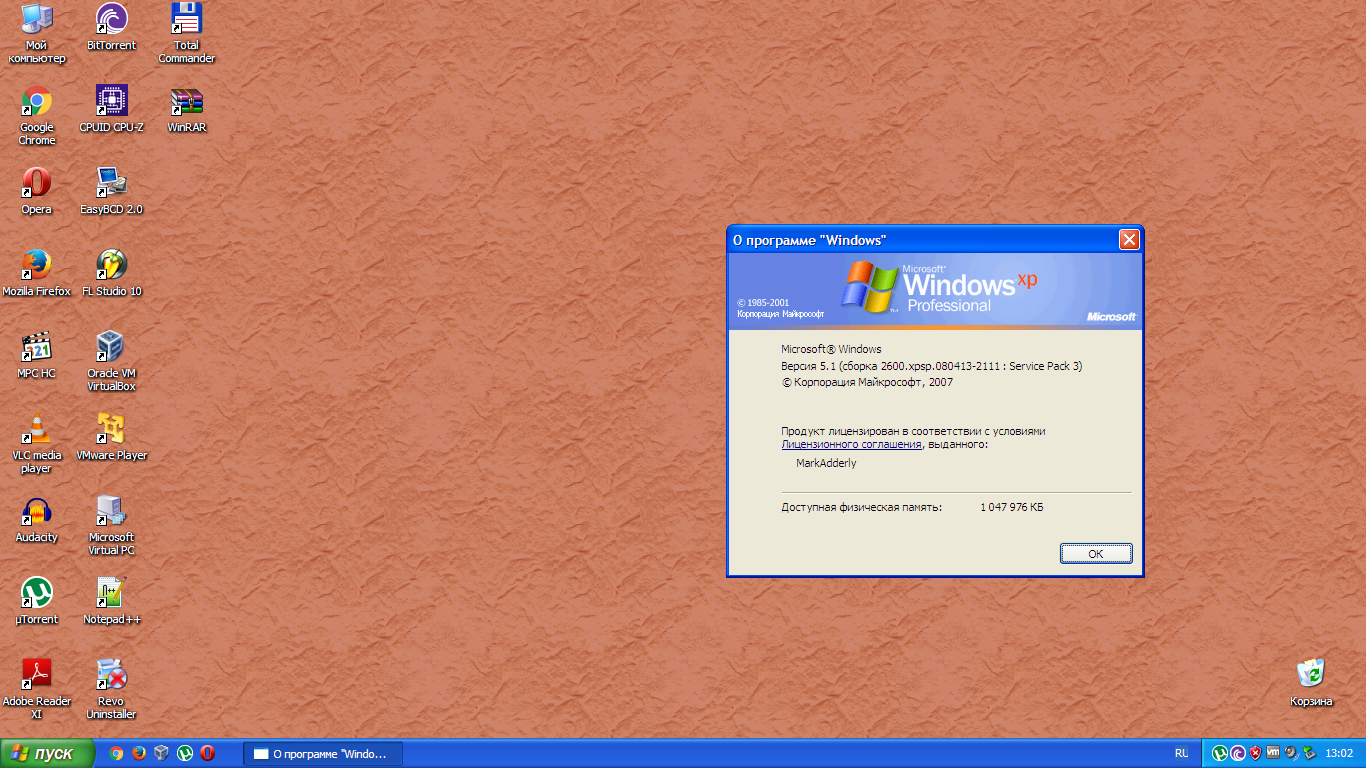 Мой
компьютер
BitTorrent
Total
Commander
Google
Chrome
CPUID CPU-Z
WinRAR
Opera
EasyBCD 2.0
Mozilla Firefox
FL Studio 10
321
MPC HC
Oracle VM
VirtualBox
VLC media
player
VMware Player
Audacity
Microsoft
Virtual PC
µTorrent
Notepad++
Adobe Reader
XI
Revo
Uninstaller
О программе "Windows"
Microsoft®
Windows xp
Professional
© 1985-2001
Корпорация Майкрософт
Microsoft
Microsoft® Windows
Версия 5.1 (сборка 2600.xpsp.080413-2111 : Service Pack 3)
© Корпорация Майкрософт, 2007
Продукт лицензирован в соответствии с условиями
Лицензионного соглашения, выданного:
MarkAdderly
Доступная физическая память: 1 047 976 КБ
OK
Корзина
пуск
О программе "Windo...
RL
vm
13:02